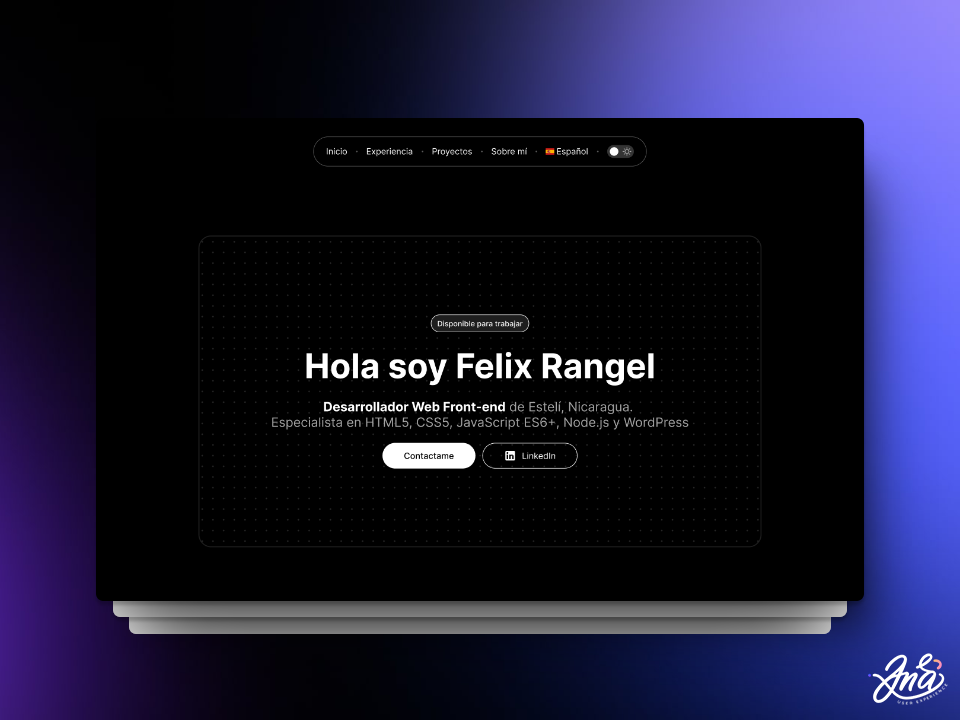 Inicio · Experiencia · Proyectos · Sobre mí · Español ·
Disponible para trabajar
Hola soy Felix Rangel
Desarrollador Web Front-end de Estelí, Nicaragua.
Especialista en HTML5, CSS5, JavaScript ES6+, Node.js y WordPress
Contactame
LinkedIn
Ana
USER EXPERIENCE